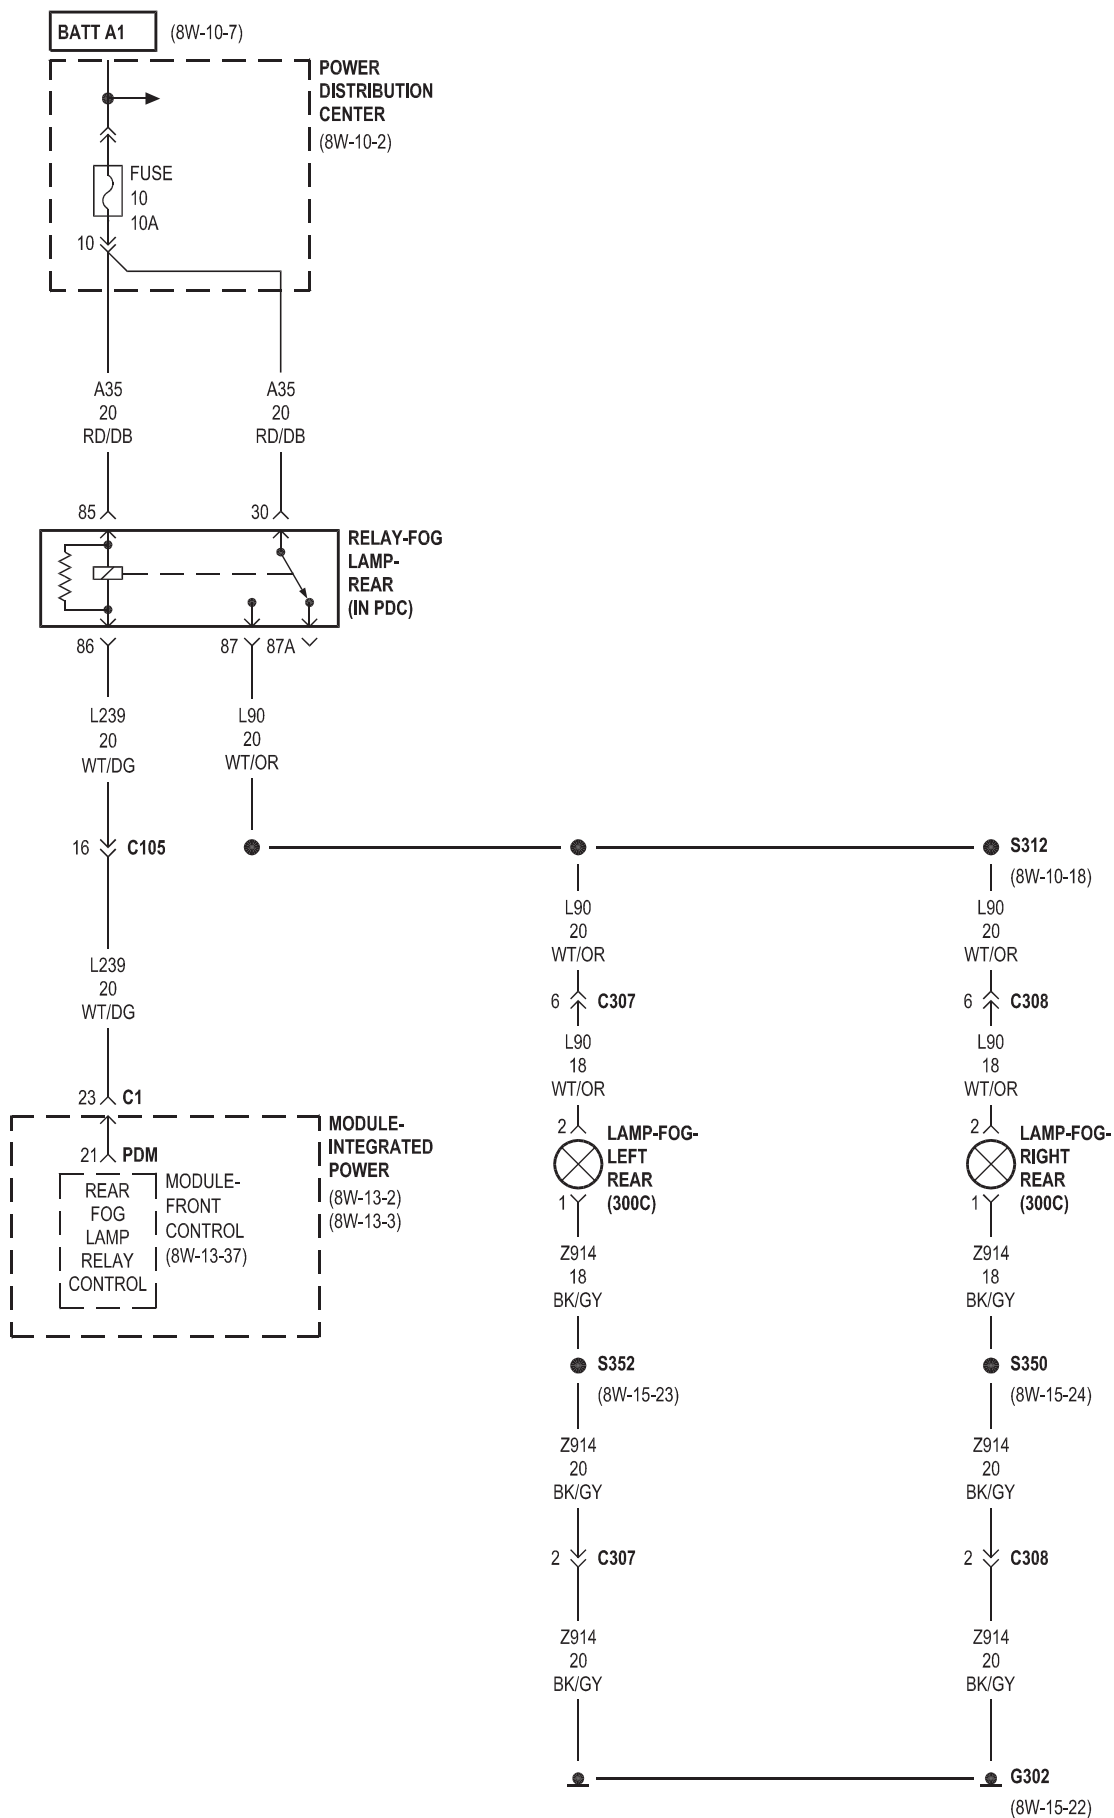 BATT A1 (8W-10-7)
POWER
DISTRIBUTION
CENTER
(8W-10-2)
FUSE
10
10A
10
A35
20
RD/DB
A35
20
RD/DB
85
30
RELAY-FOG
LAMP-
REAR
(IN PDC)
86
87
87A
L239
20
WT/DG
L90
20
WT/OR
16 C105
S312
(8W-10-18)
L90
20
WT/OR
L90
20
WT/OR
L239
20
WT/DG
6 C307
6 C308
L90
18
WT/OR
L90
18
WT/OR
23 C1
MODULE-
INTEGRATED
POWER
(8W-13-2)
(8W-13-3)
21 PDM
REAR
FOG
LAMP
RELAY
CONTROL
MODULE-
FRONT
CONTROL
(8W-13-37)
2
LAMP-FOG-
LEFT
REAR
(300C)
1
2
LAMP-FOG-
RIGHT
REAR
(300C)
1
Z914
18
BK/GY
Z914
18
BK/GY
S352
(8W-15-23)
S350
(8W-15-24)
Z914
20
BK/GY
Z914
20
BK/GY
2 C307
2 C308
Z914
20
BK/GY
Z914
20
BK/GY
G302
(8W-15-22)